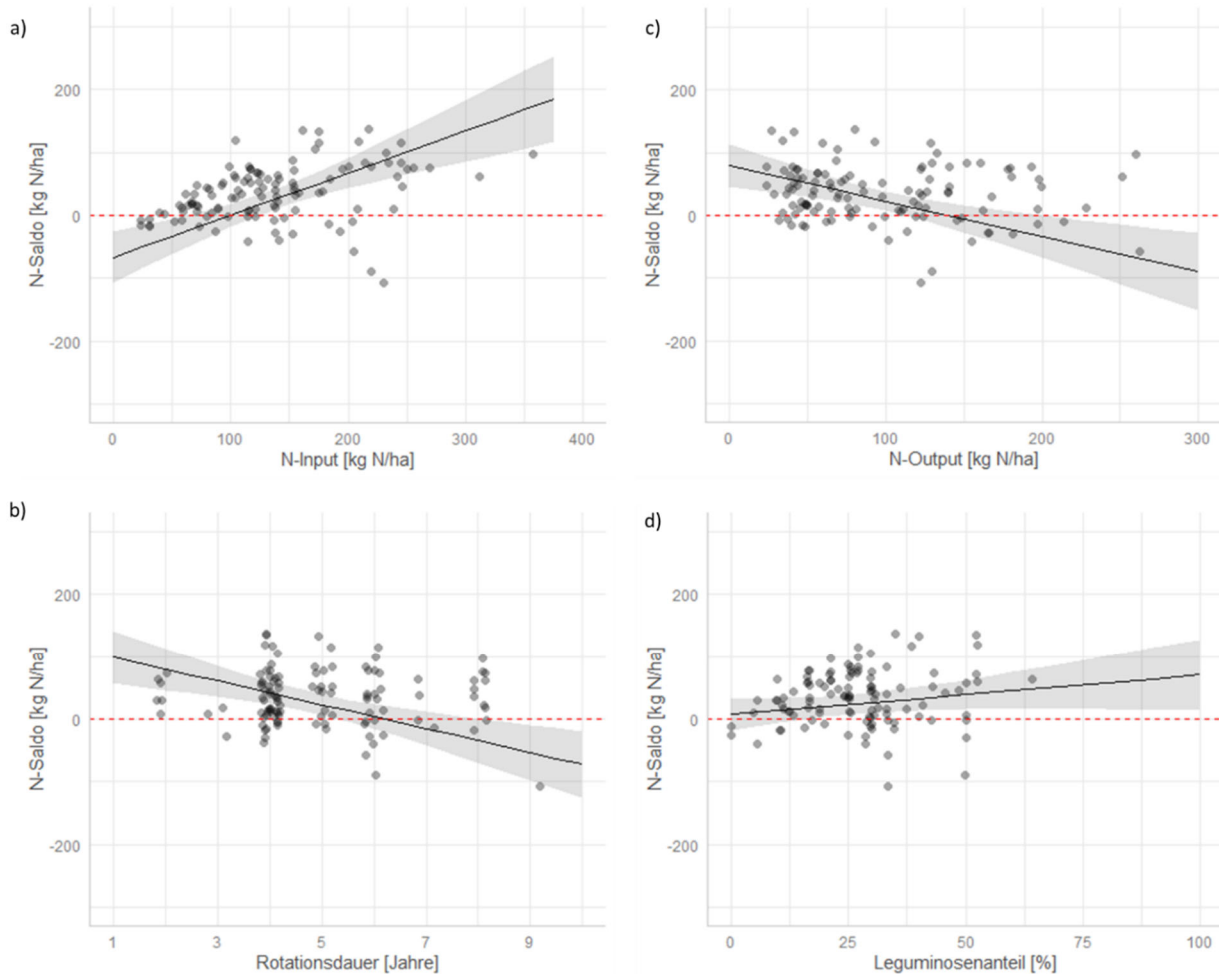 a)
200
0
-200
N-Saldo [kg N/ha]
0 100 200 300 400
N-Input [kg N/ha]
c)
200
0
-200
N-Saldo [kg N/ha]
0 100 200 300
N-Output [kg N/ha]
b)
200
0
-200
N-Saldo [kg N/ha]
1 3 5 7 9
Rotationsdauer [Jahre]
d)
200
0
-200
N-Saldo [kg N/ha]
0 25 50 75 100
Leguminosenanteil [%]